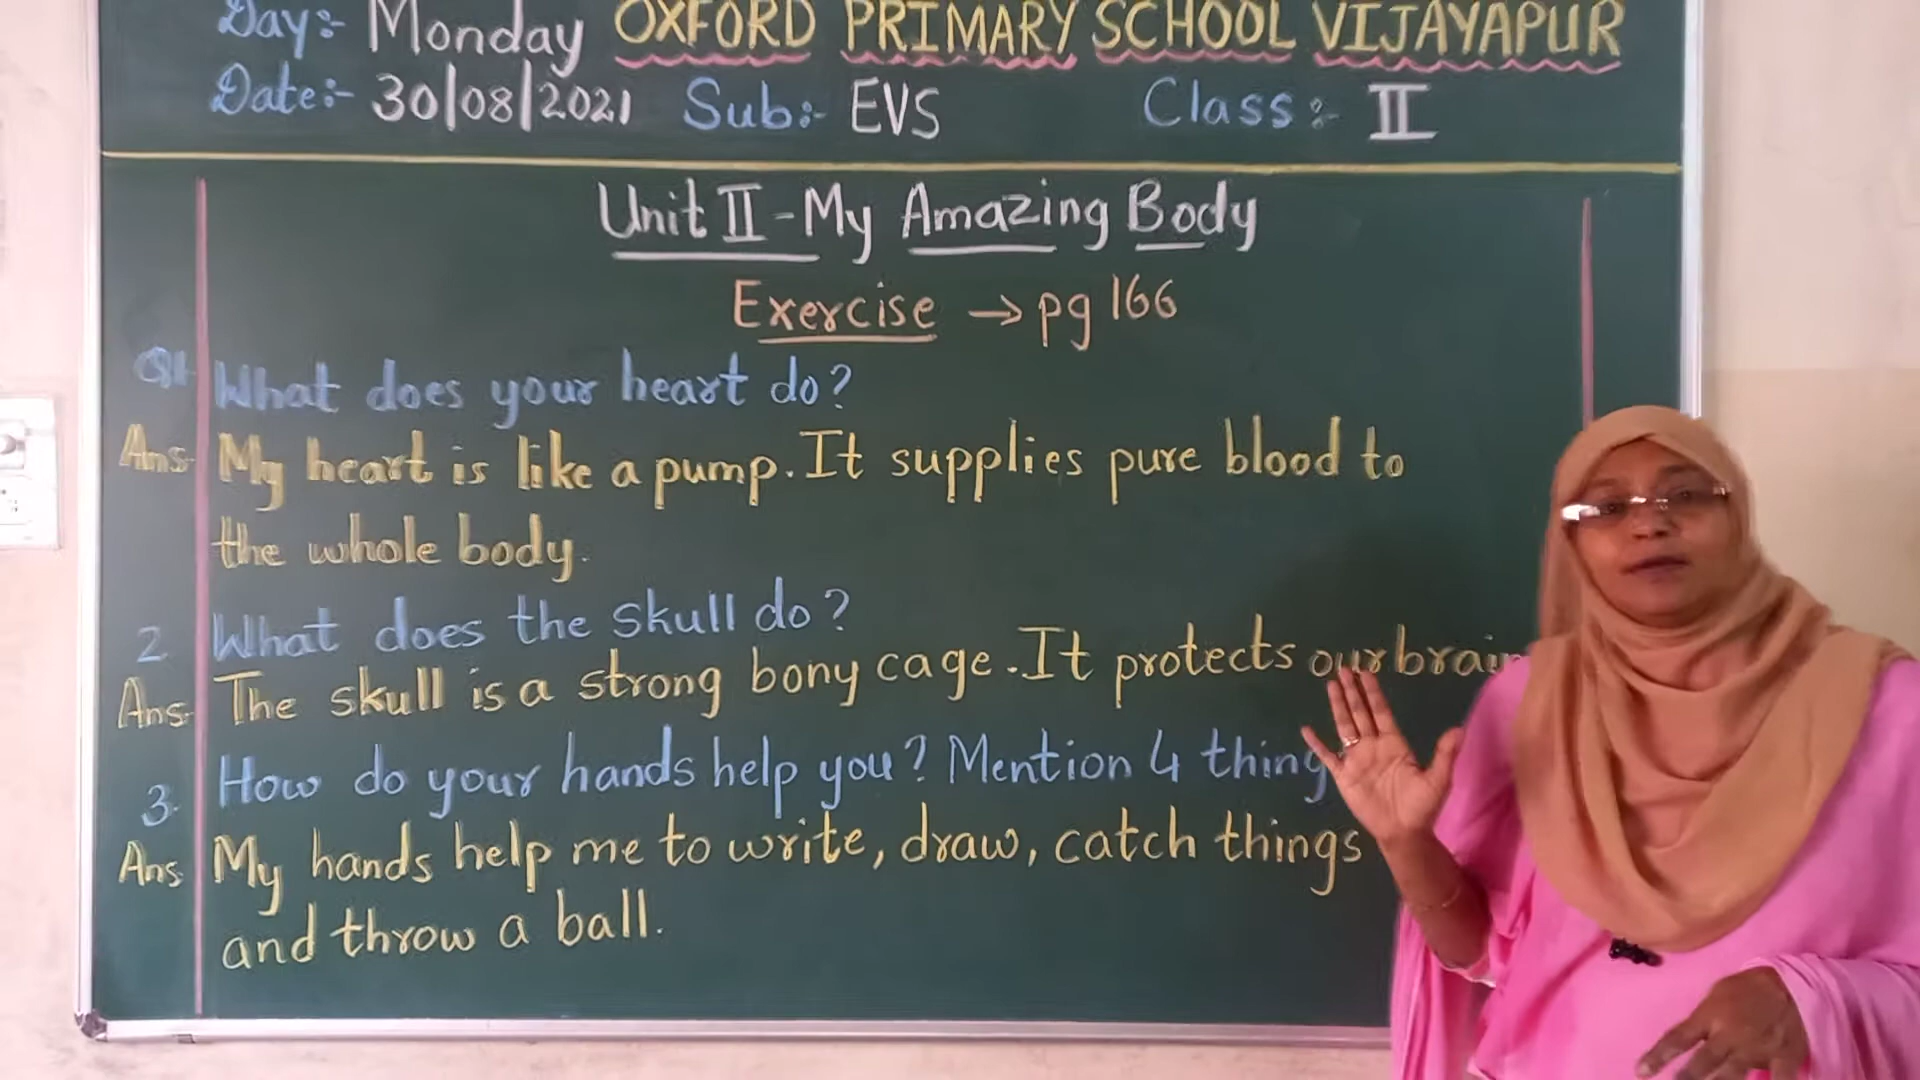 Day:- Monday OXFORD PRIMARY SCHOOL VIJAYAPUR
Date:- 30/08/2021 Sub:- EVS Class:- II
Unit II - My Amazing Body
Exercise → pg 166
Q1. What does your heart do?
Ans. My heart is like a pump. It supplies pure blood to
the whole body.
2. What does the skull do?
Ans. The skull is a strong bony cage. It protects our brain
3. How do your hands help you? Mention 4 thing
Ans. My hands help me to write, draw, catch things
and throw a ball.